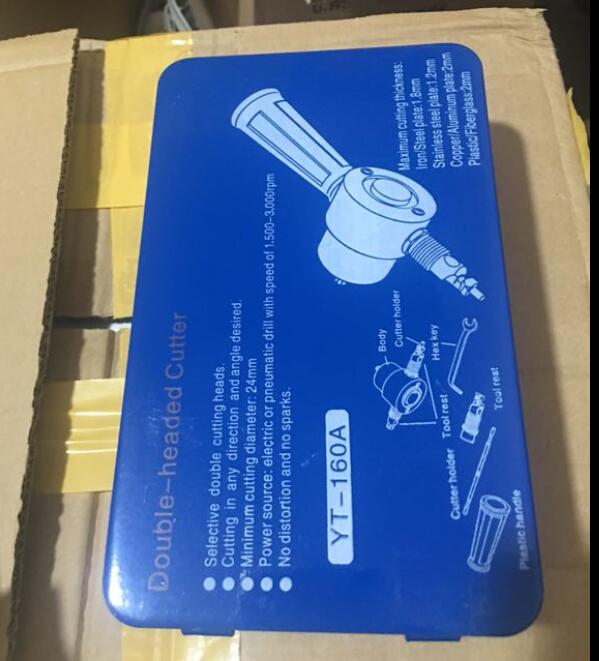 Double-headed Cutter
Selective double cutting heads.
Cutting in any direction and angle desired.
Minimum cutting diameter: 24mm
Power source: electric or pneumatic drill with speed of 1,500-3,000rpm
No distortion and no sparks.
YT-160A
Maximum cutting thickness:
Iron/Steel plate:1.8mm
Stainless steel plate:1.2mm
Copper/Aluminum plate:2mm
Plastic/Fiberglass:2mm
Body
Cutter holder
Hex key
Tool rest
Tool rest
Cutter holder
Plastic handle